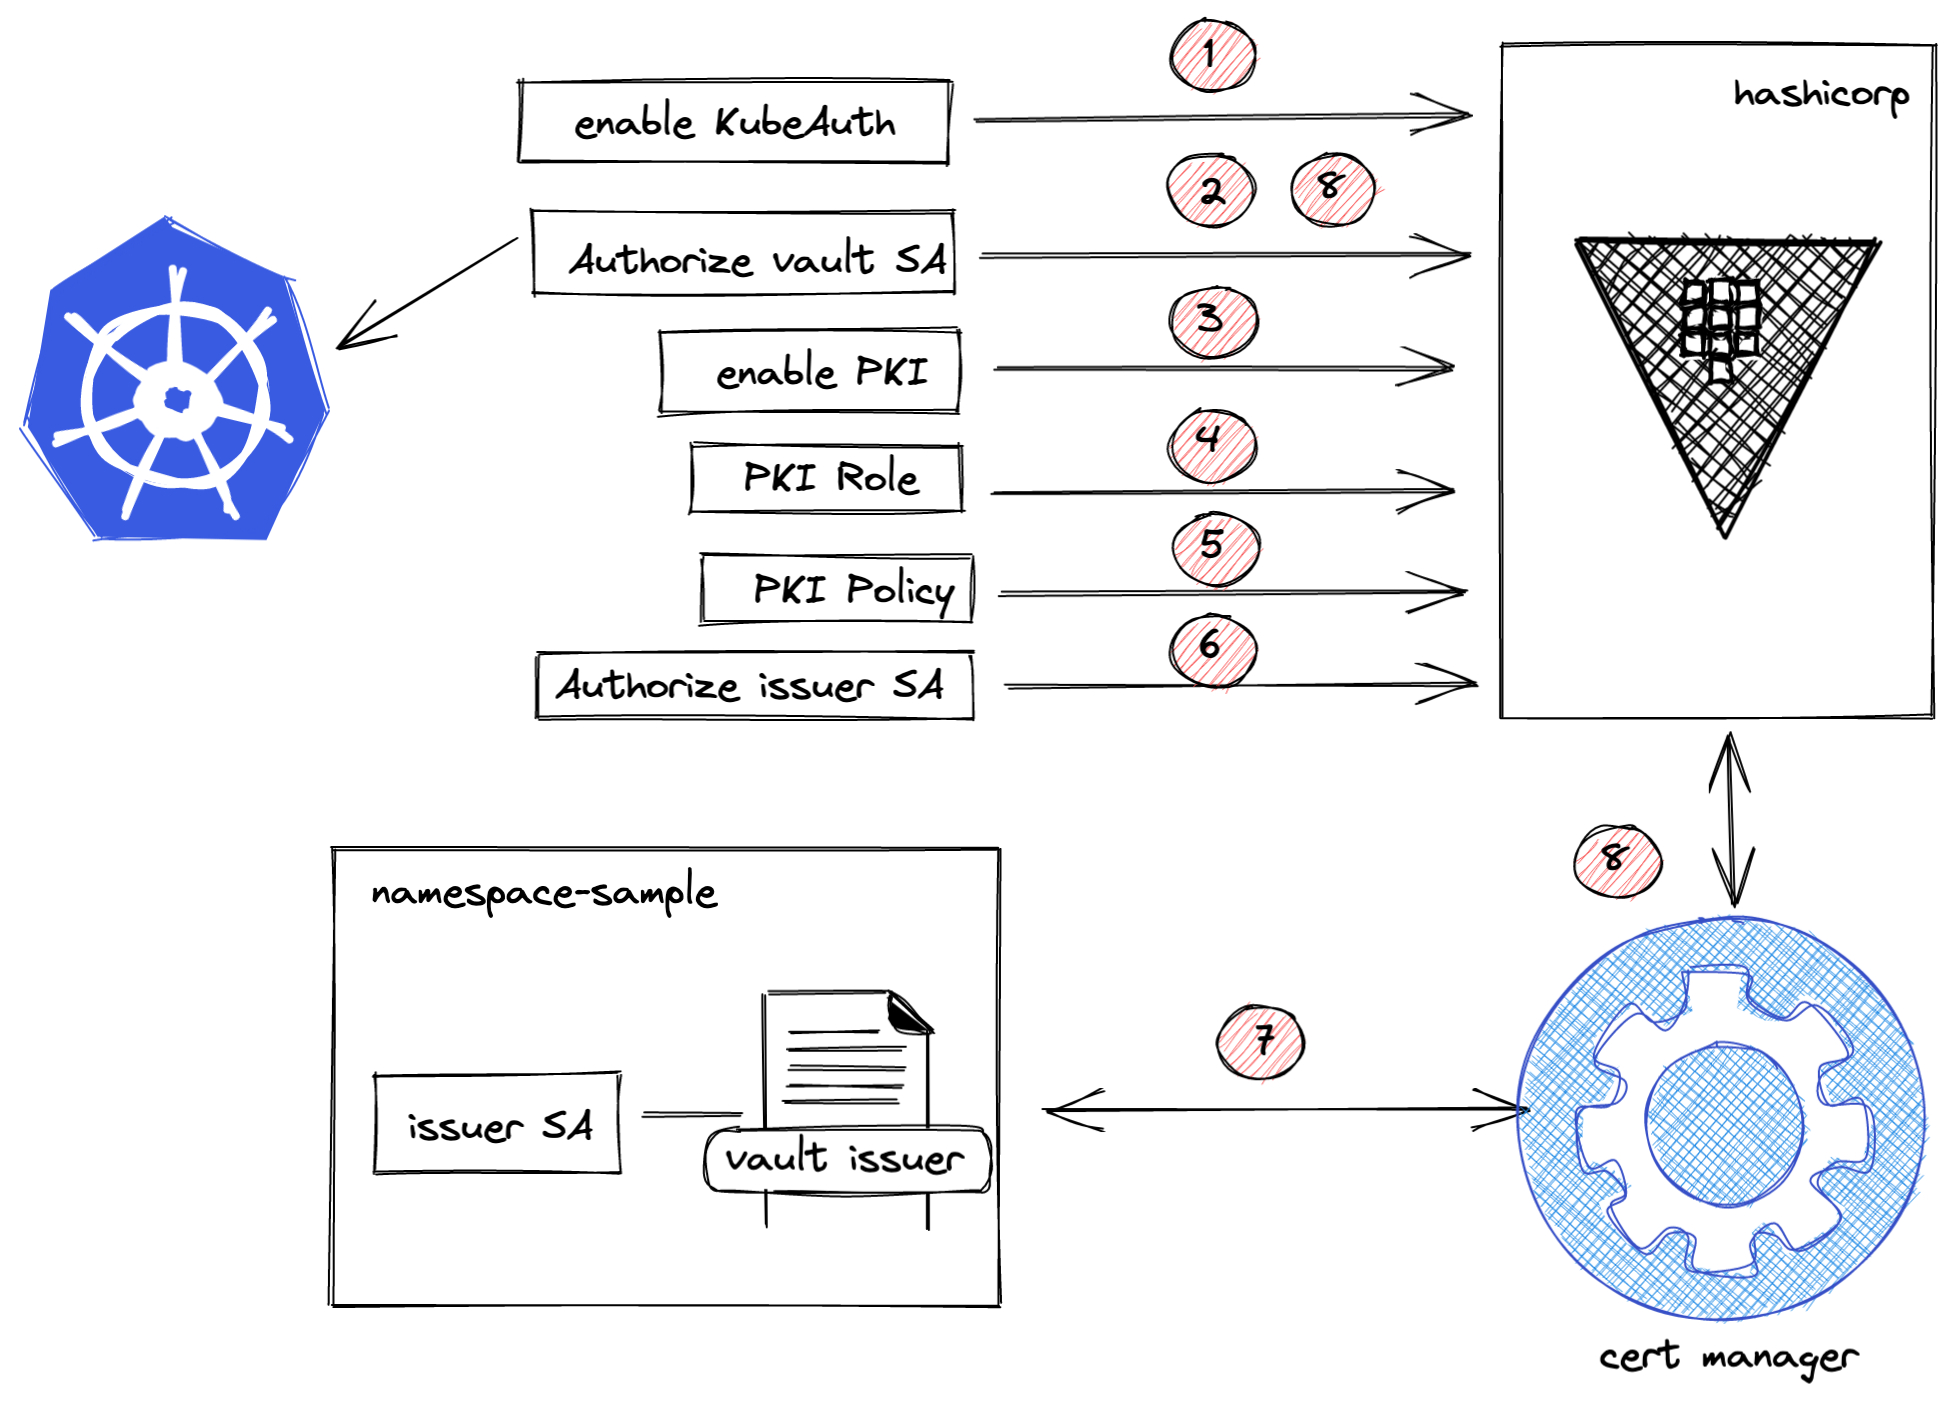 1
hashicorp
enable KubeAuth
2 8
Authorize vault SA
3
enable PKI
4
PKI Role
5
PKI Policy
6
Authorize issuer SA
8
namespace-sample
7
issuer SA
vault issuer
cert manager